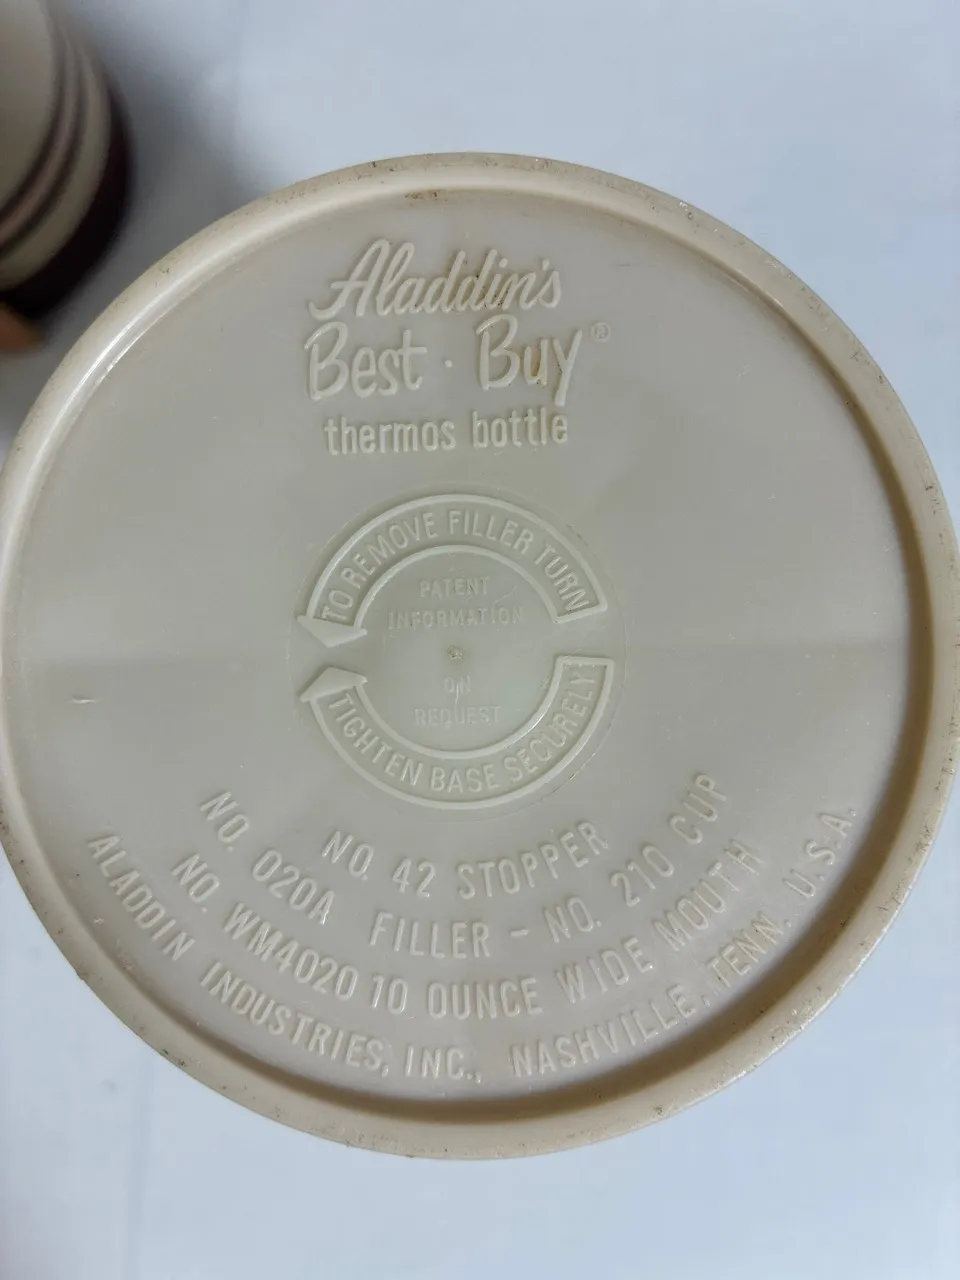 Aladdin's
Best · Buy®
thermos bottle
TO REMOVE FILLER TURN
PATENT
INFORMATION
ON
REQUEST
TIGHTEN BASE SECURELY
NO. 42 STOPPER
NO. 020A FILLER - NO. 210 CUP
NO. WM4020 10 OUNCE WIDE MOUTH
ALADDIN INDUSTRIES, INC., NASHVILLE, TENN. U.S.A.